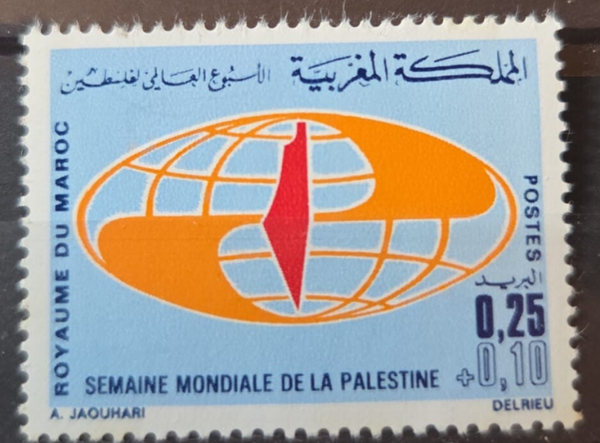 المملكة المغربية
الأسبوع العالمي لفلسطين
ROYAUME DU MAROC
POSTES
البريد
0,25
+0,10
SEMAINE MONDIALE DE LA PALESTINE
A. JAOUHARI
DELRIEU